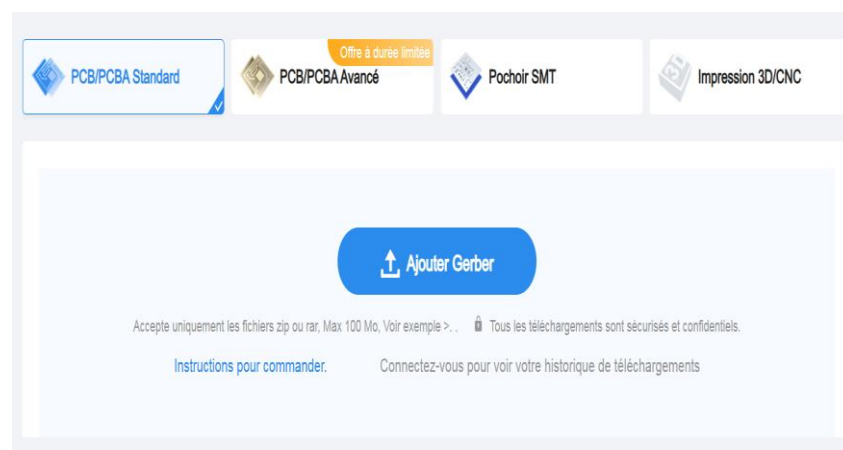 Offre à durée limitée
PCB/PCBA Standard
PCB/PCBA Avancé
Pochoir SMT
Impression 3D/CNC
Ajouter Gerber
Accepte uniquement les fichiers zip ou rar, Max 100 Mo, Voir exemple >. . Tous les téléchargements sont sécurisés et confidentiels.
Instructions pour commander. Connectez-vous pour voir votre historique de téléchargements